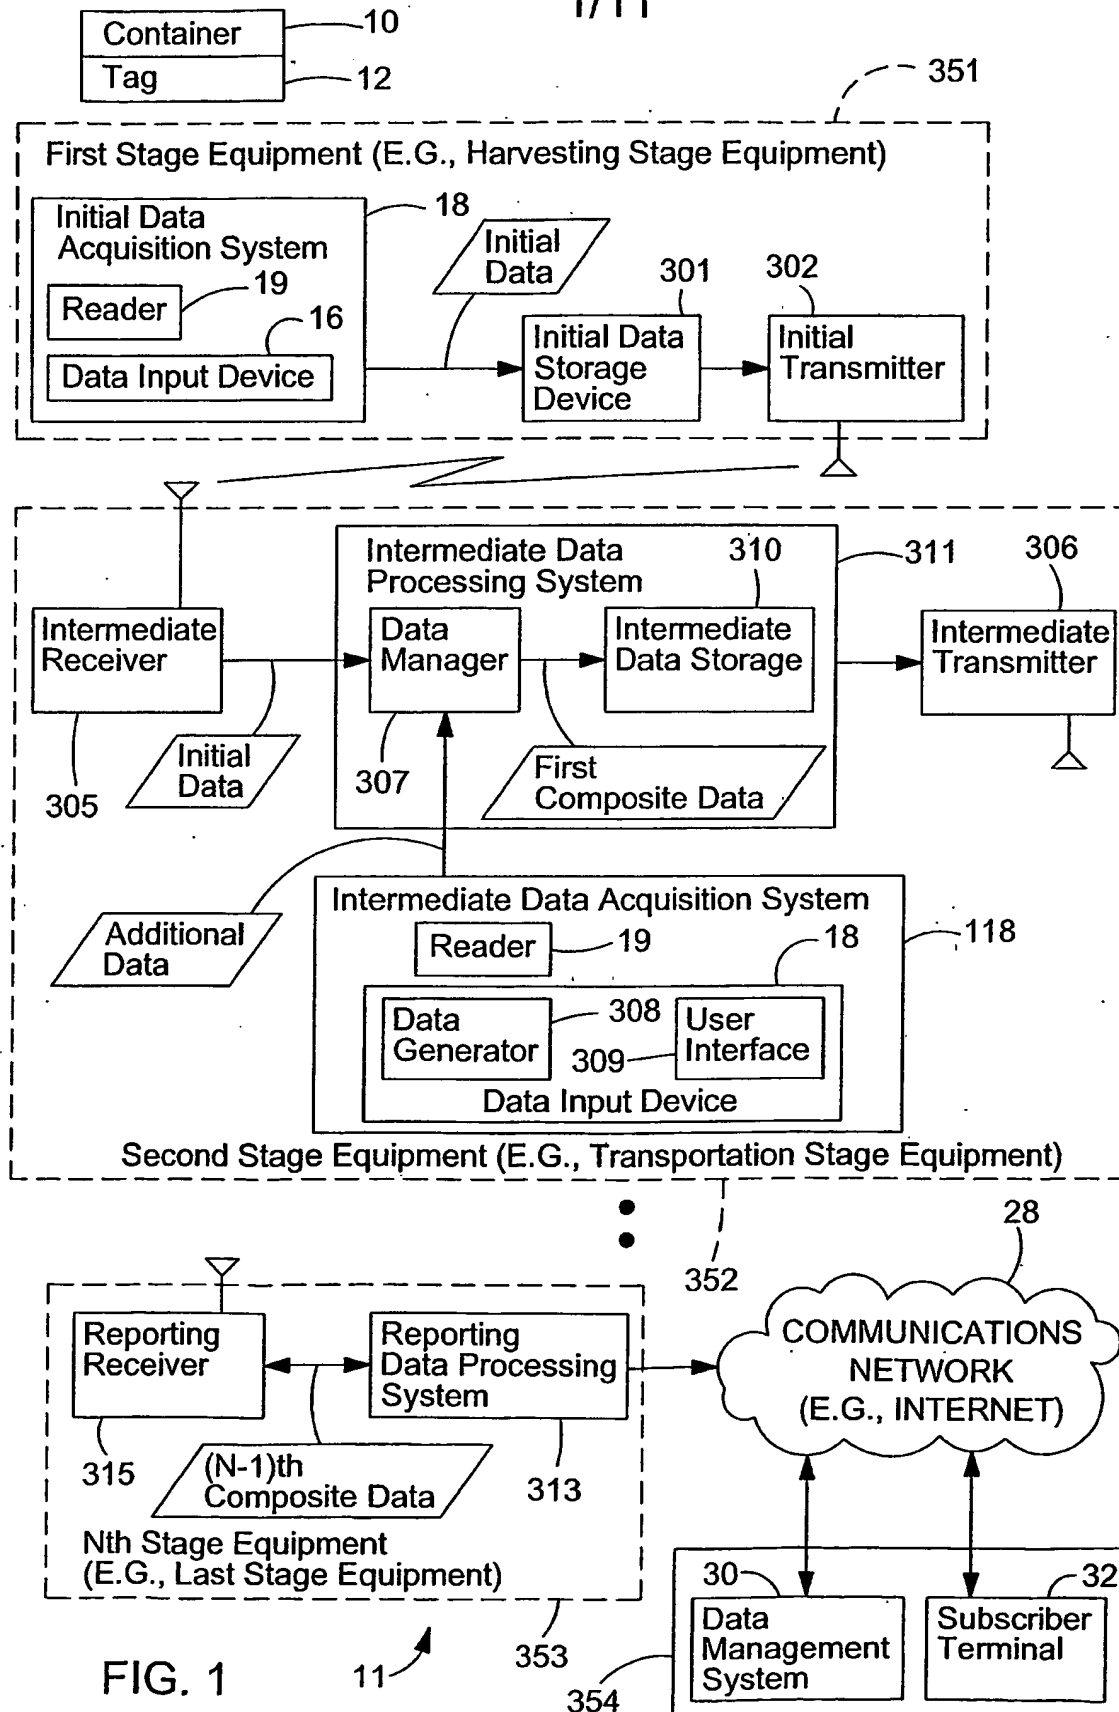 1/11
Container
10
Tag
12
351
First Stage Equipment (E.G., Harvesting Stage Equipment)
Initial Data
Acquisition System
18
Reader
19
16
Data Input Device
Initial
Data
301
Initial Data
Storage
Device
302
Initial
Transmitter
Intermediate Data
Processing System
310
311
306
Intermediate
Receiver
Data
Manager
Intermediate
Data Storage
Intermediate
Transmitter
305
Initial
Data
307
First
Composite Data
Additional
Data
Intermediate Data Acquisition System
Reader
19
18
118
Data
Generator
308
309
User
Interface
Data Input Device
Second Stage Equipment (E.G., Transportation Stage Equipment)
352
28
Reporting
Receiver
Reporting
Data Processing
System
COMMUNICATIONS
NETWORK
(E.G., INTERNET)
315
(N-1)th
Composite Data
313
Nth Stage Equipment
(E.G., Last Stage Equipment)
353
30
Data
Management
System
32
Subscriber
Terminal
354
FIG. 1
11